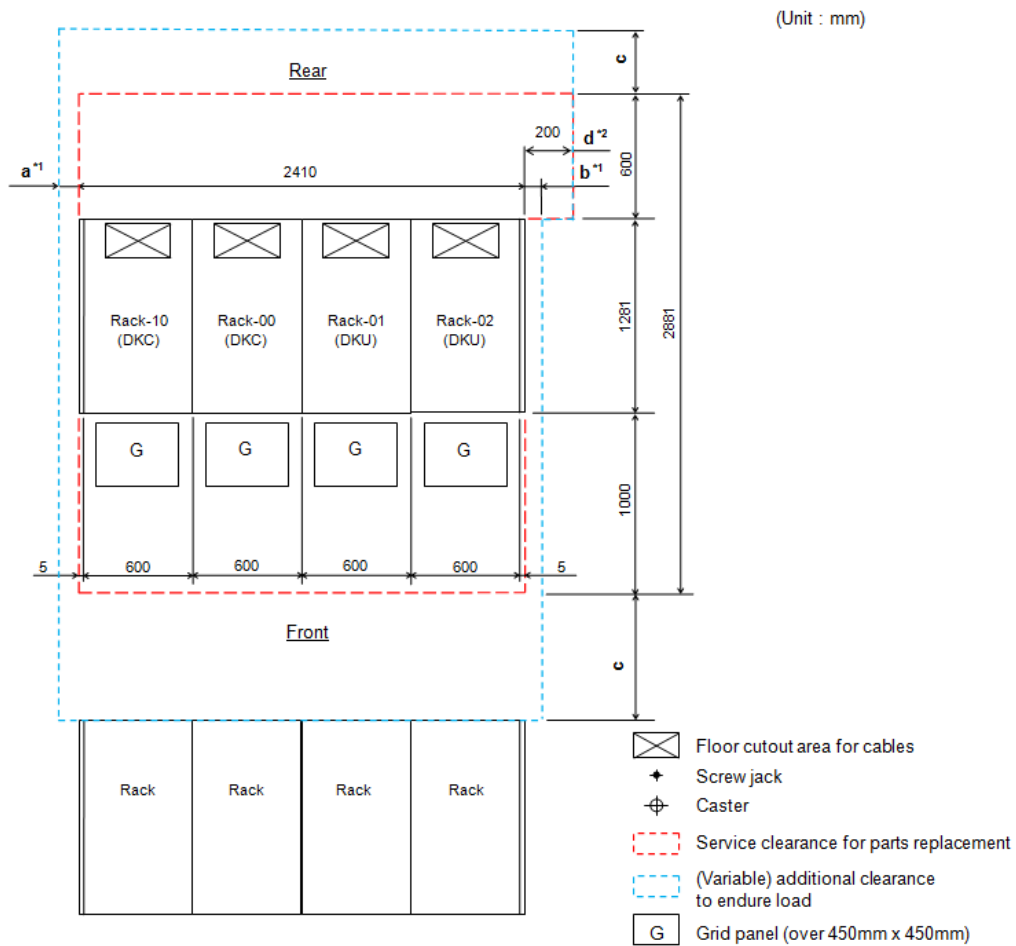 (Unit : mm)
c
Rear
200
d*2
a*1
2410
b*1
600
Rack-10
(DKC)
Rack-00
(DKC)
Rack-01
(DKU)
Rack-02
(DKU)
1281
2881
G
G
G
G
1000
5
600
600
600
600
5
Front
c
Rack
Rack
Rack
Rack
Floor cutout area for cables
Screw jack
Caster
Service clearance for parts replacement
(Variable) additional clearance
to endure load
G
Grid panel (over 450mm x 450mm)